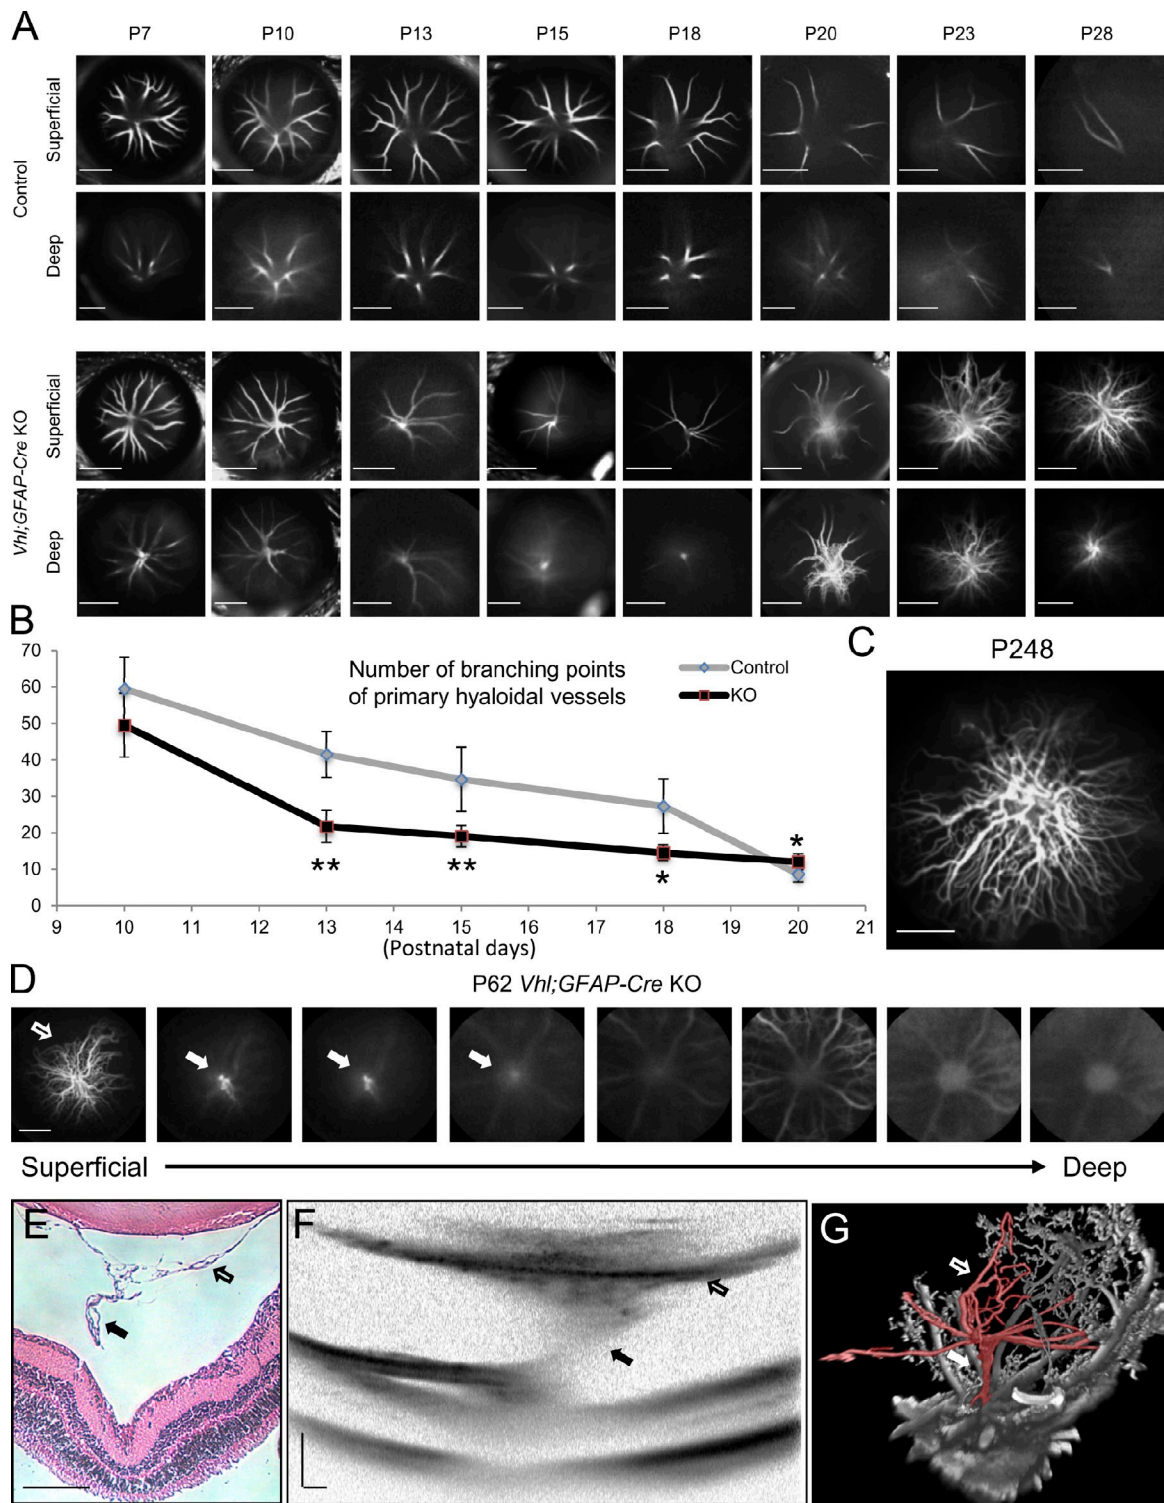 A
P7 P10 P13 P15 P18 P20 P23 P28
Control
Superficial
Deep
Vhl;GFAP-Cre KO
Superficial
Deep
B
Number of branching points
of primary hyaloidal vessels
Control
KO
70
60
50
40
30
20
10
0
** ** * *
9 10 11 12 13 14 15 16 17 18 19 20 21
(Postnatal days)
C
P248
D
P62 Vhl;GFAP-Cre KO
Superficial Deep
E
F
G